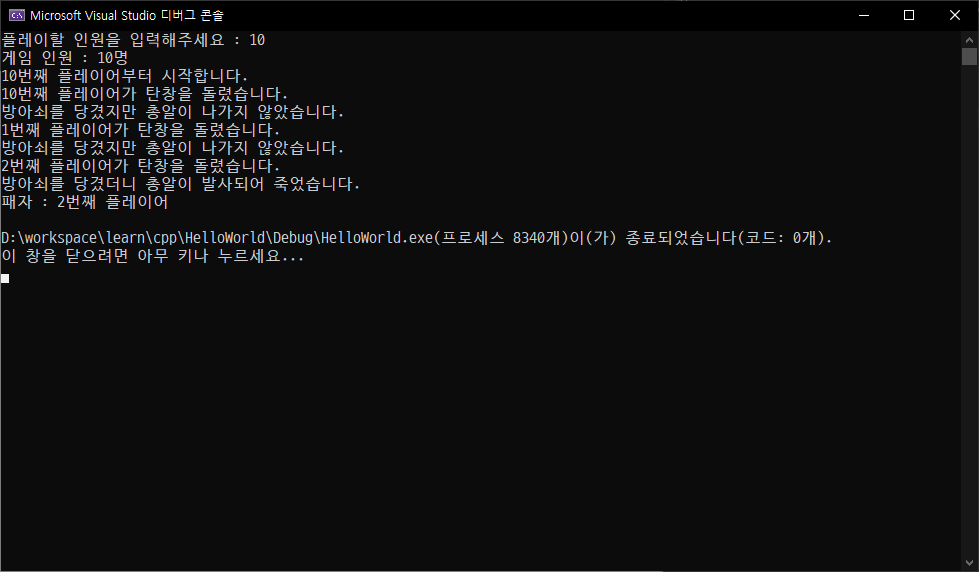 Microsoft Visual Studio 디버그 콘솔
플레이할 인원을 입력해주세요 : 10
게임 인원 : 10명
10번째 플레이어부터 시작합니다.
10번째 플레이어가 탄창을 돌렸습니다.
방아쇠를 당겼지만 총알이 나가지 않았습니다.
1번째 플레이어가 탄창을 돌렸습니다.
방아쇠를 당겼지만 총알이 나가지 않았습니다.
2번째 플레이어가 탄창을 돌렸습니다.
방아쇠를 당겼더니 총알이 발사되어 죽었습니다.
패자 : 2번째 플레이어
D:\workspace\learn\cpp\HelloWorld\Debug\HelloWorld.exe(프로세스 8340개)이(가) 종료되었습니다(코드: 0개).
이 창을 닫으려면 아무 키나 누르세요...